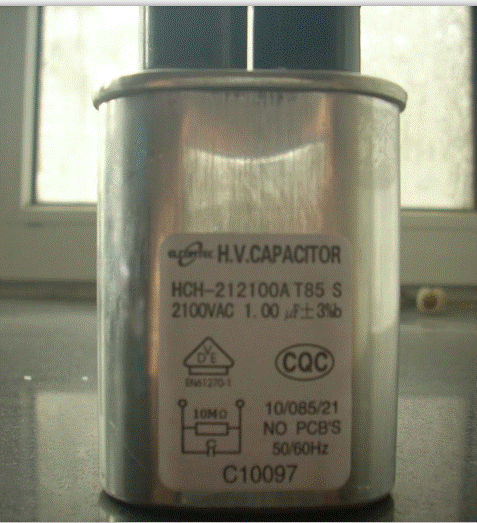 H.V.CAPACITOR
HCH-212100A T85 S
2100VAC 1.00 μF±3%
VDE
EN61270-1
CQC
10MΩ
C
10/085/21
NO PCB'S
50/60Hz
C10097